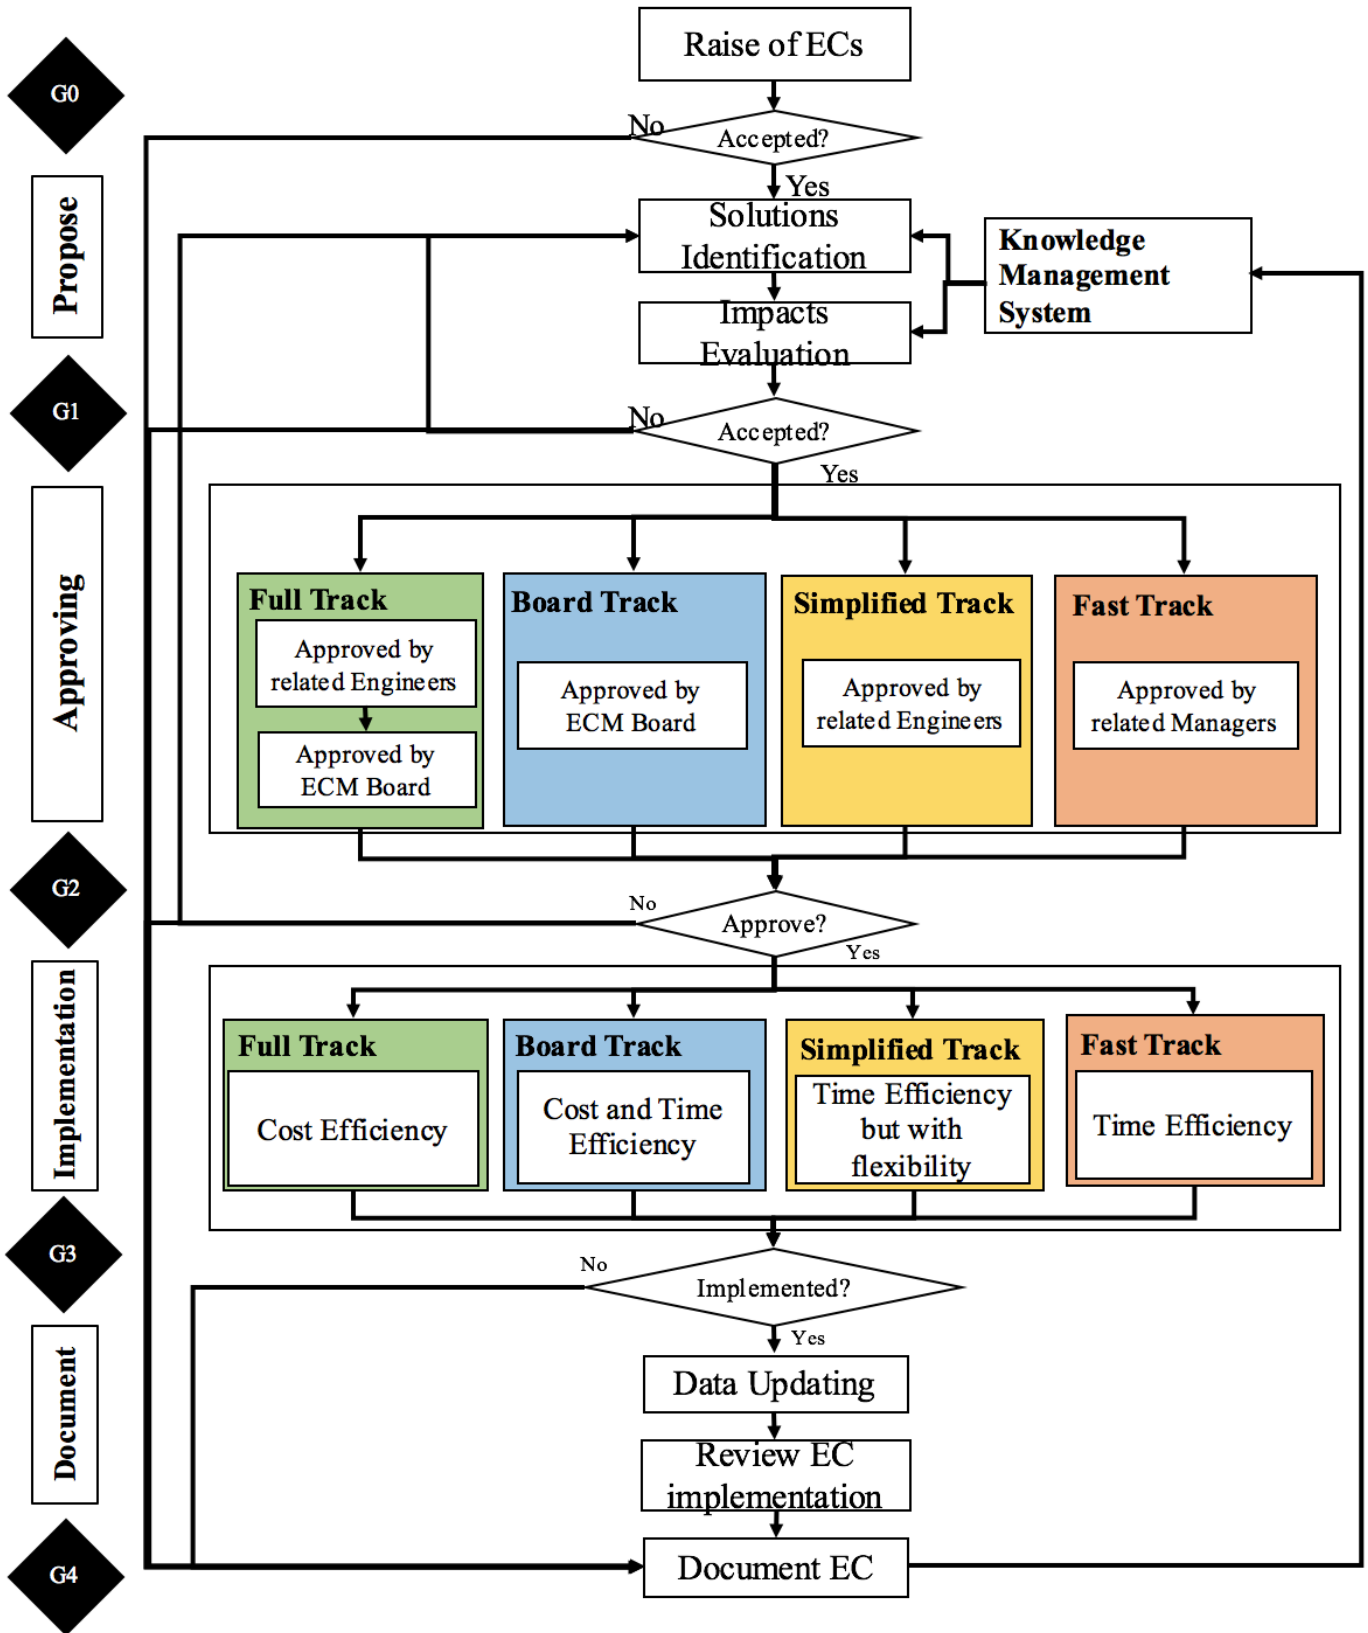 Raise of ECs
G0
No
Accepted?
Yes
Propose
Solutions
Identification
Knowledge
Management
System
Impacts
Evaluation
G1
No
Accepted?
Yes
Approving
Full Track
Approved by
related Engineers
Approved by
ECM Board
Board Track
Approved by
ECM Board
Simplified Track
Approved by
related Engineers
Fast Track
Approved by
related Managers
G2
No
Approve?
Yes
Implementation
Full Track
Cost Efficiency
Board Track
Cost and Time
Efficiency
Simplified Track
Time Efficiency
but with
flexibility
Fast Track
Time Efficiency
G3
No
Implemented?
Yes
Document
Data Updating
Review EC
implementation
G4
Document EC